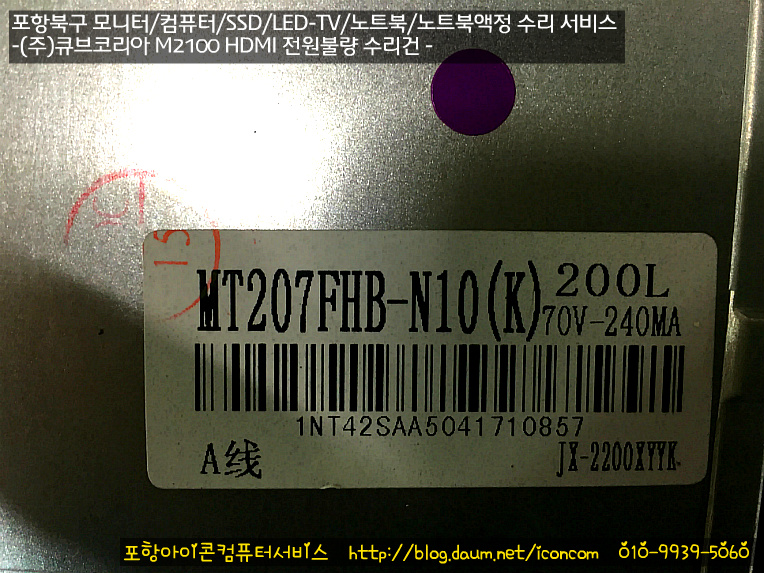 포항북구 모니터/컴퓨터/SSD/LED-TV/노트북/노트북액정 수리 서비스
-(주)큐브코리아 M2100 HDMI 전원불량 수리건 -
15
MT207FHB-N10(K) 200L
70V-240MA
1NT42SAA5041710857
A线 JX-2200XYYK
포항아이콘컴퓨터서비스 http://blog.daum.net/iconcom 010-9939-5060